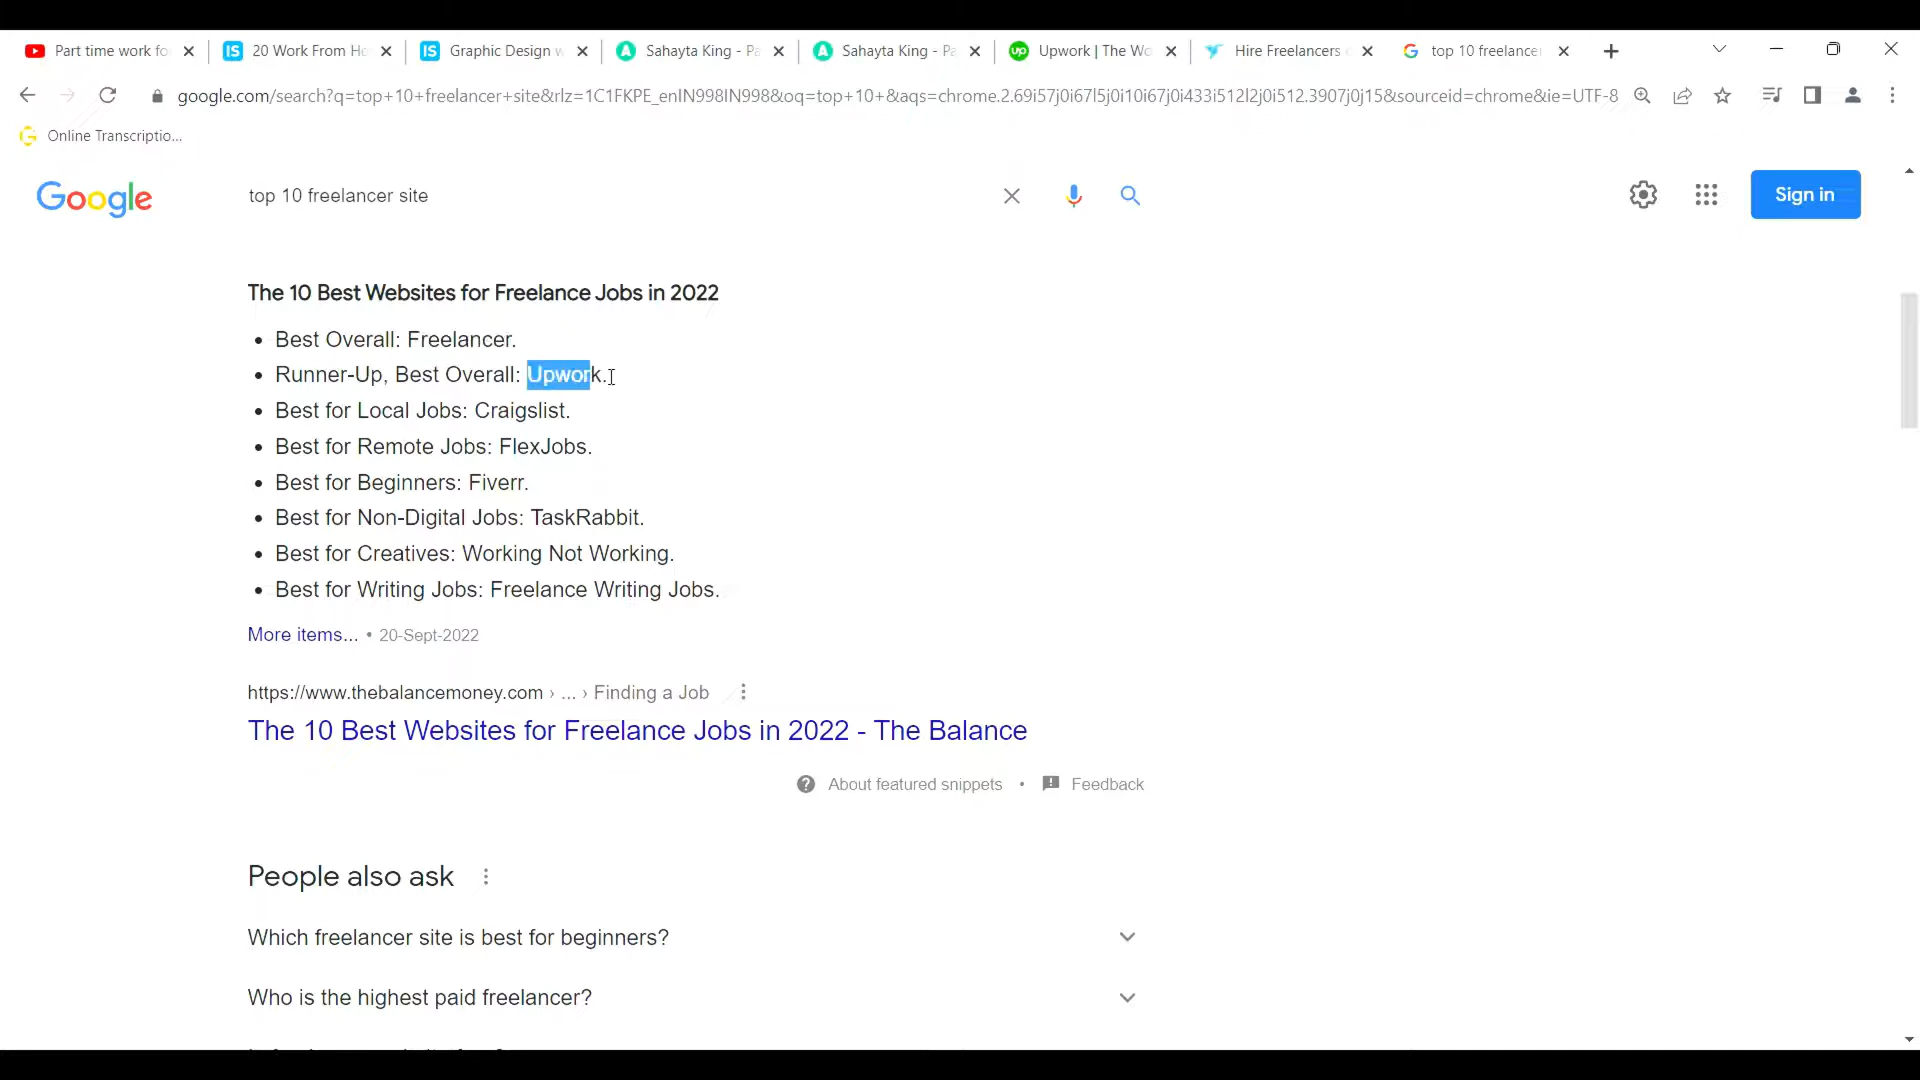 Part time work fo
20 Work From Ho
Graphic Design w
Sahayta King - Pa
Sahayta King - Pa
Upwork | The Wo
Hire Freelancers
top 10 freelancer
google.com/search?q=top+10+freelancer+site&rlz=1C1FKPE_enIN998IN998&oq=top+10+&aqs=chrome.2.69i57j0i67l5j0i10i67j0i433i512l2j0i512.3907j0j15&sourceid=chrome&ie=UTF-8
Online Transcriptio...
Google
top 10 freelancer site
Sign in
The 10 Best Websites for Freelance Jobs in 2022
• Best Overall: Freelancer.
• Runner-Up, Best Overall: Upwork.
• Best for Local Jobs: Craigslist.
• Best for Remote Jobs: FlexJobs.
• Best for Beginners: Fiverr.
• Best for Non-Digital Jobs: TaskRabbit.
• Best for Creatives: Working Not Working.
• Best for Writing Jobs: Freelance Writing Jobs.
More items... • 20-Sept-2022
https://www.thebalancemoney.com › ... › Finding a Job
The 10 Best Websites for Freelance Jobs in 2022 - The Balance
About featured snippets • Feedback
People also ask
Which freelancer site is best for beginners?
Who is the highest paid freelancer?